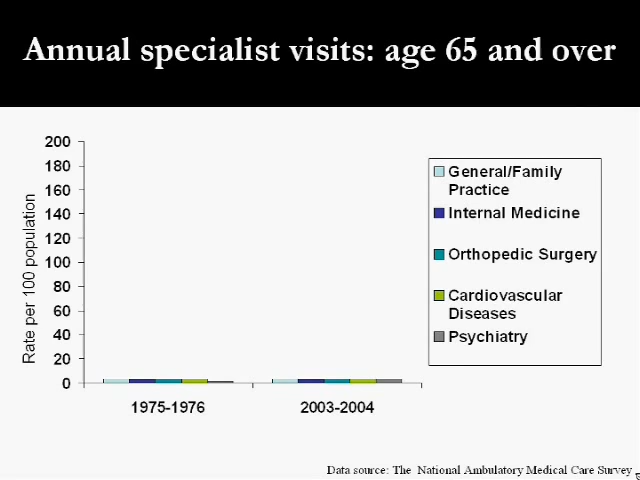 Annual specialist visits: age 65 and over
200
180
160
140
120
100
80
60
40
20
0
Rate per 100 population
1975-1976
2003-2004
General/Family
Practice
Internal Medicine
Orthopedic Surgery
Cardiovascular
Diseases
Psychiatry
Data source: The National Ambulatory Medical Care Survey